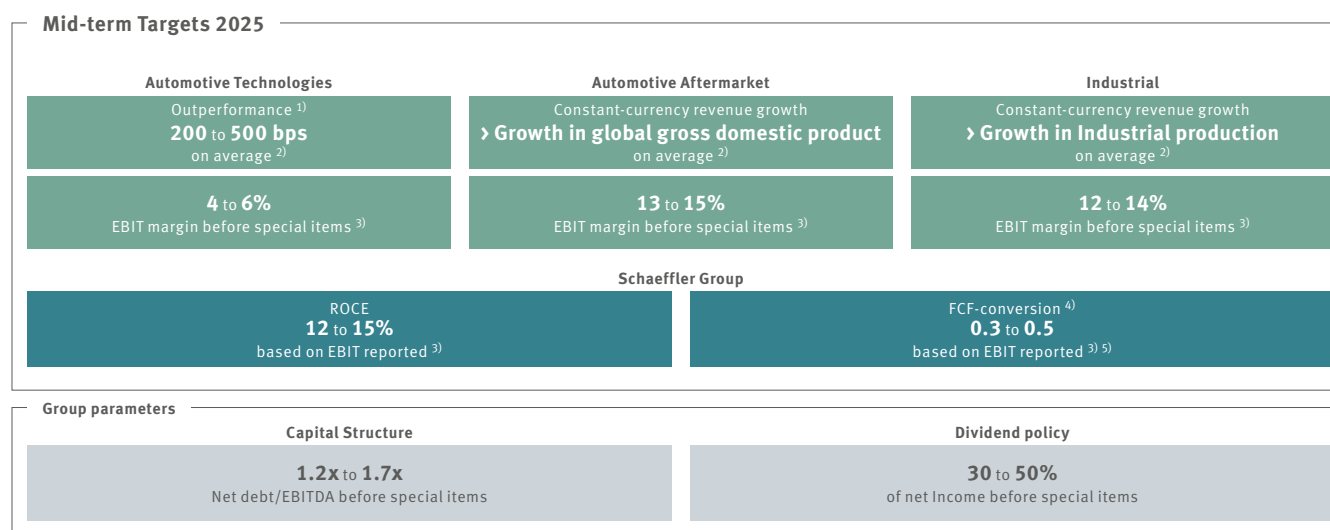 Mid-term Targets 2025
Automotive Technologies
Outperformance 1)
200 to 500 bps
on average 2)
4 to 6%
EBIT margin before special items 3)
Automotive Aftermarket
Constant-currency revenue growth
> Growth in global gross domestic product
on average 2)
13 to 15%
EBIT margin before special items 3)
Industrial
Constant-currency revenue growth
> Growth in Industrial production
on average 2)
12 to 14%
EBIT margin before special items 3)
Schaeffler Group
ROCE
12 to 15%
based on EBIT reported 3)
FCF-conversion 4)
0.3 to 0.5
based on EBIT reported 3) 5)
Group parameters
Capital Structure
1.2x to 1.7x
Net debt/EBITDA before special items
Dividend policy
30 to 50%
of net Income before special items